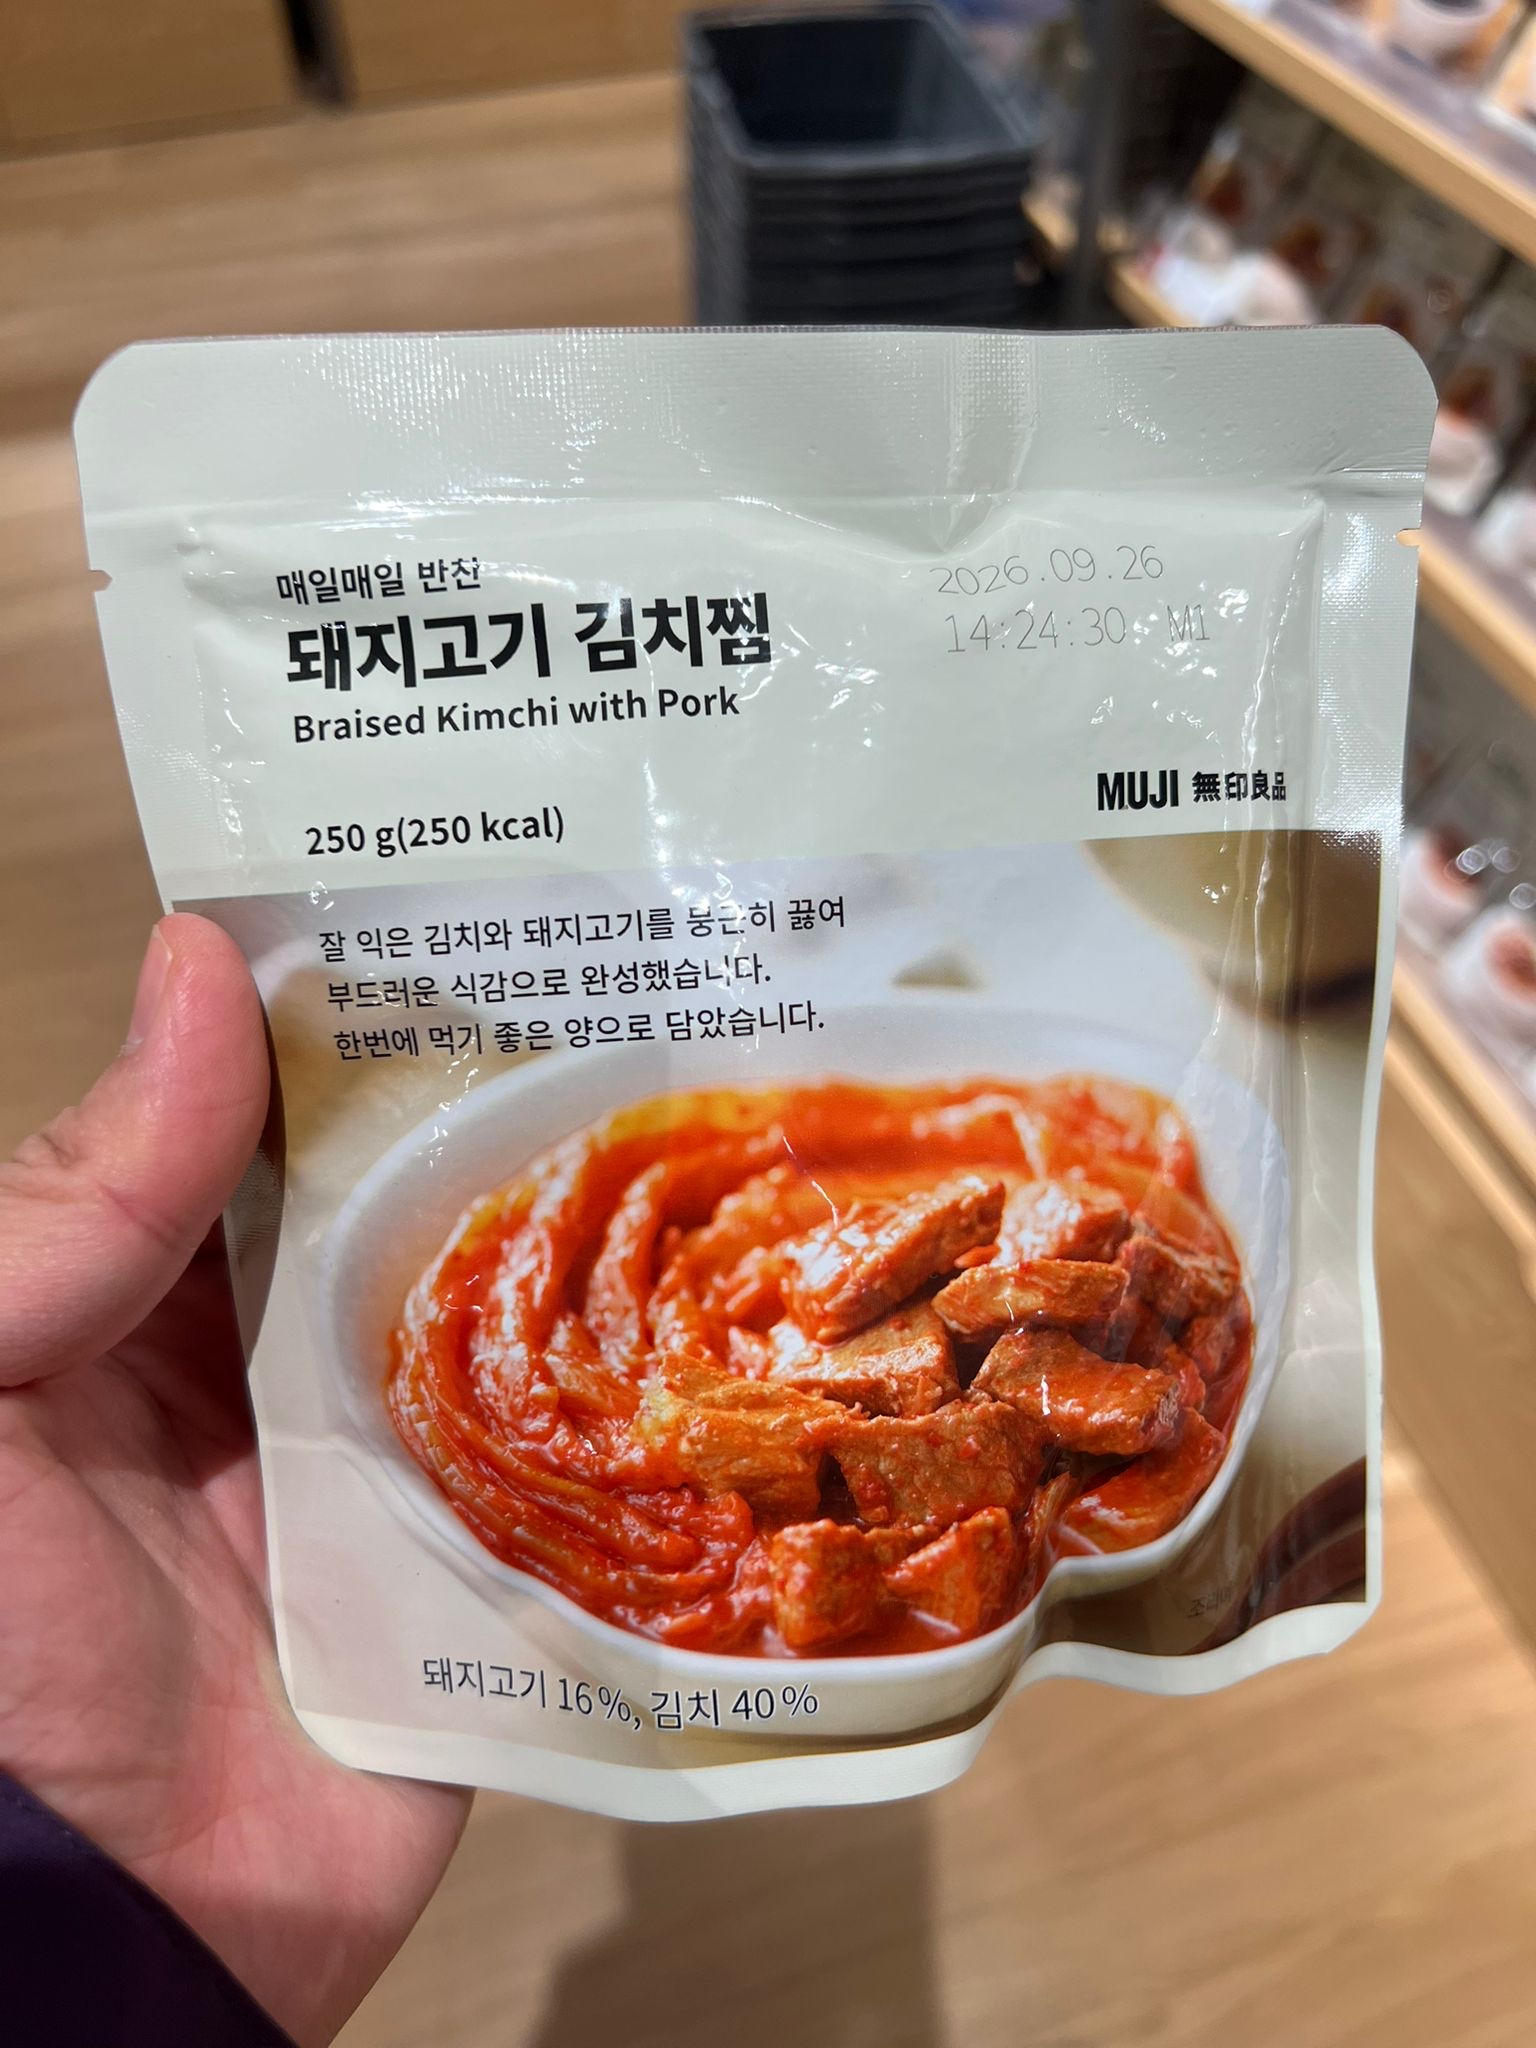 매일매일 반찬
돼지고기 김치찜
Braised Kimchi with Pork
2026.09.26
14:24:30 M1
MUJI 無印良品
250 g(250 kcal)
잘 익은 김치와 돼지고기를 뭉근히 끓여
부드러운 식감으로 완성했습니다.
한번에 먹기 좋은 양으로 담았습니다.
돼지고기 16%, 김치 40%